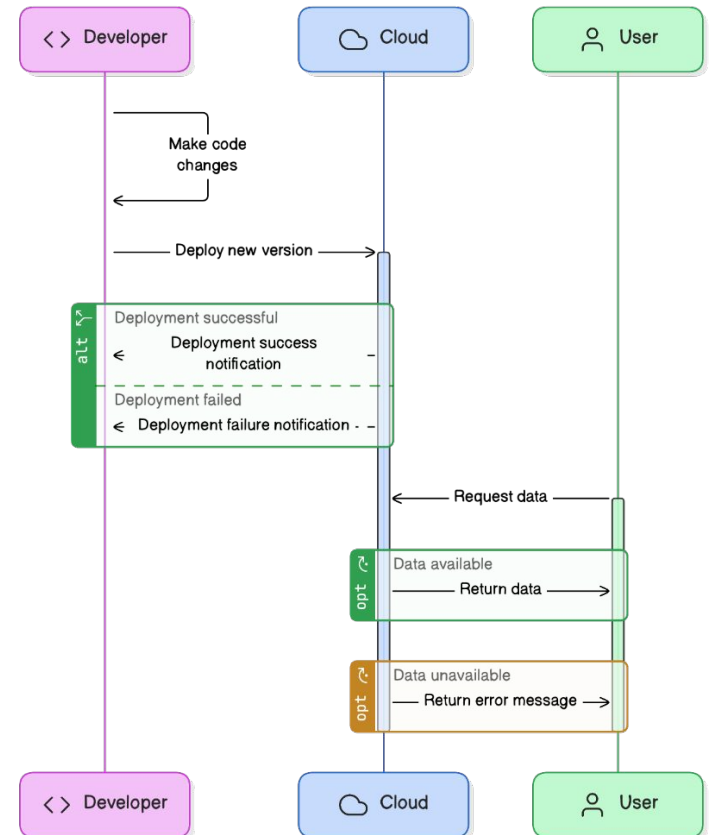 Developer
Cloud
User
Make code
changes
Deploy new version
alt
Deployment successful
Deployment success
notification
Deployment failed
Deployment failure notification
Request data
opt
Data available
Return data
opt
Data unavailable
Return error message
Developer
Cloud
User